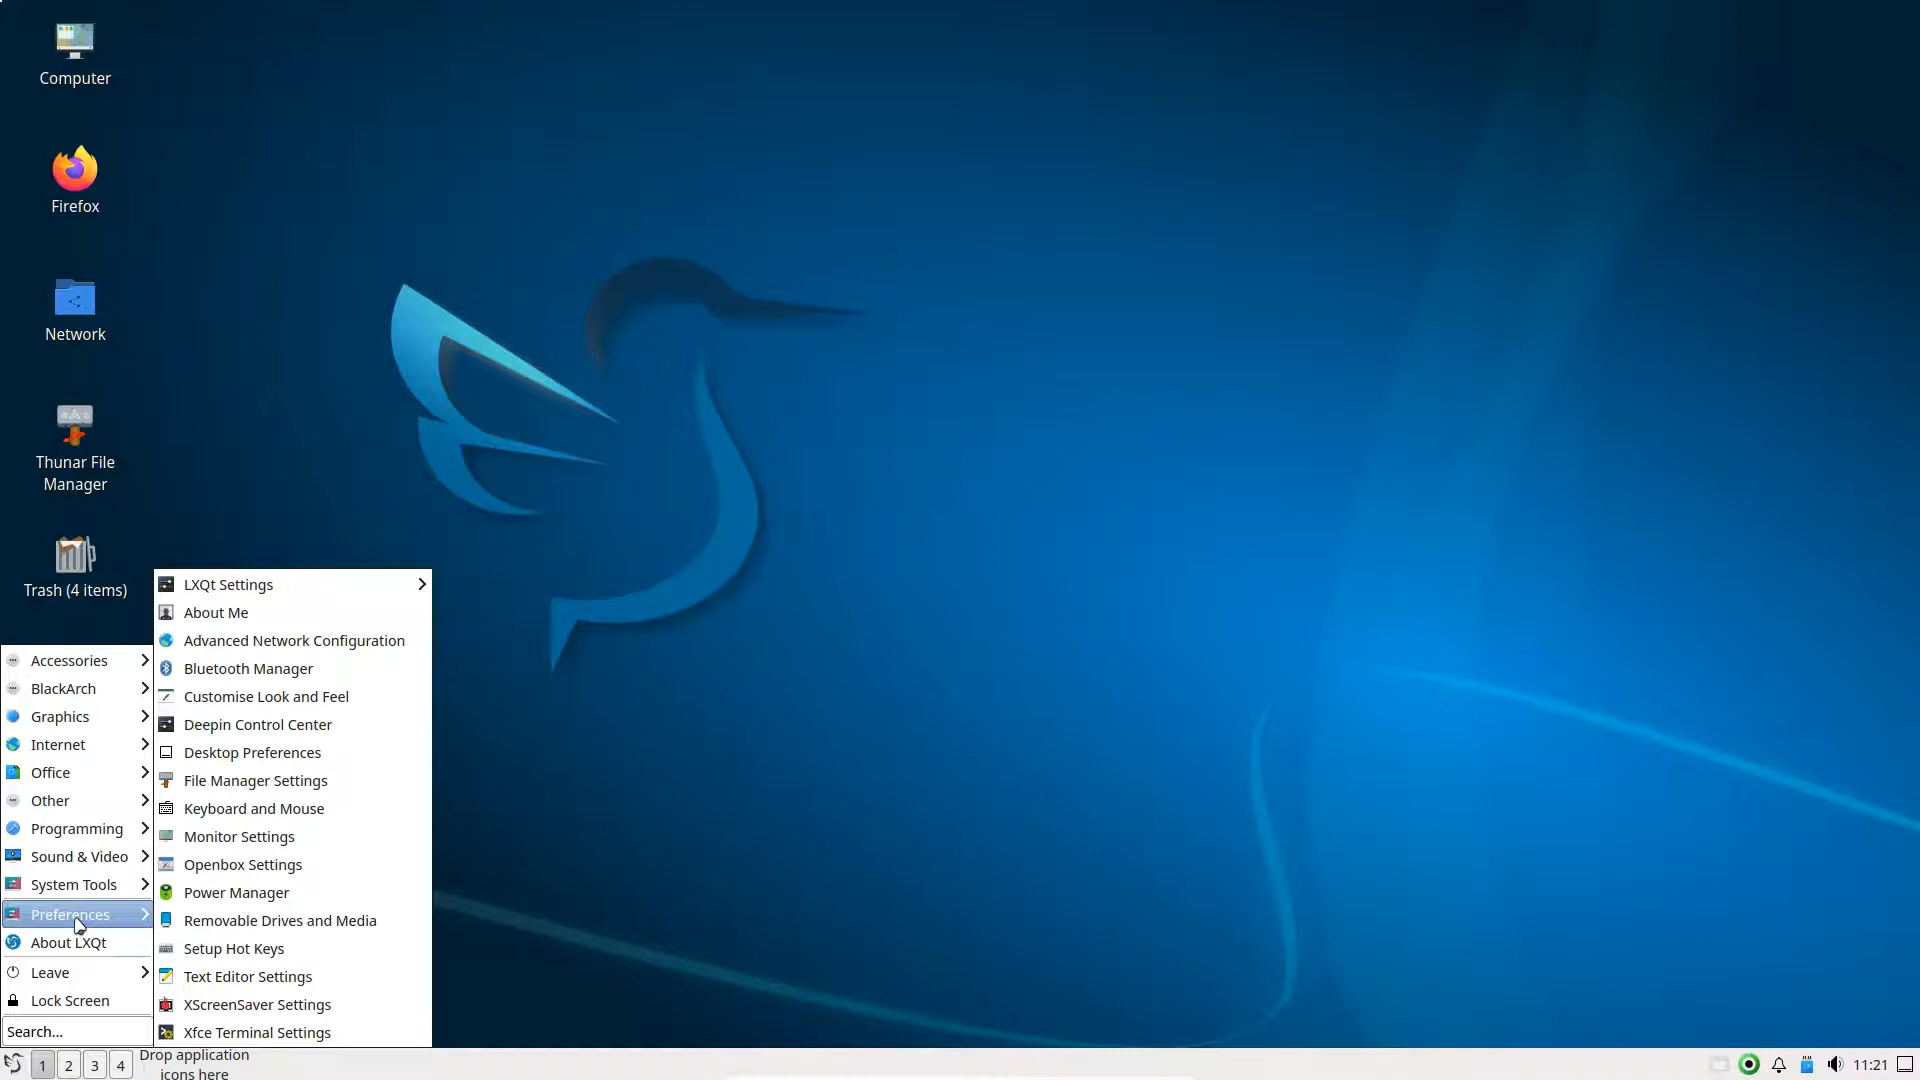 Computer
Firefox
Network
Thunar File
Manager
Trash (4 items)
LXQt Settings
About Me
Advanced Network Configuration
Bluetooth Manager
Customise Look and Feel
Deepin Control Center
Desktop Preferences
File Manager Settings
Keyboard and Mouse
Monitor Settings
Openbox Settings
Power Manager
Removable Drives and Media
Setup Hot Keys
Text Editor Settings
XScreenSaver Settings
Xfce Terminal Settings
Accessories
BlackArch
Graphics
Internet
Office
Other
Programming
Sound & Video
System Tools
Preferences
About LXQt
Leave
Lock Screen
Search...
1 2 3 4
Drop application
icons here
11:21